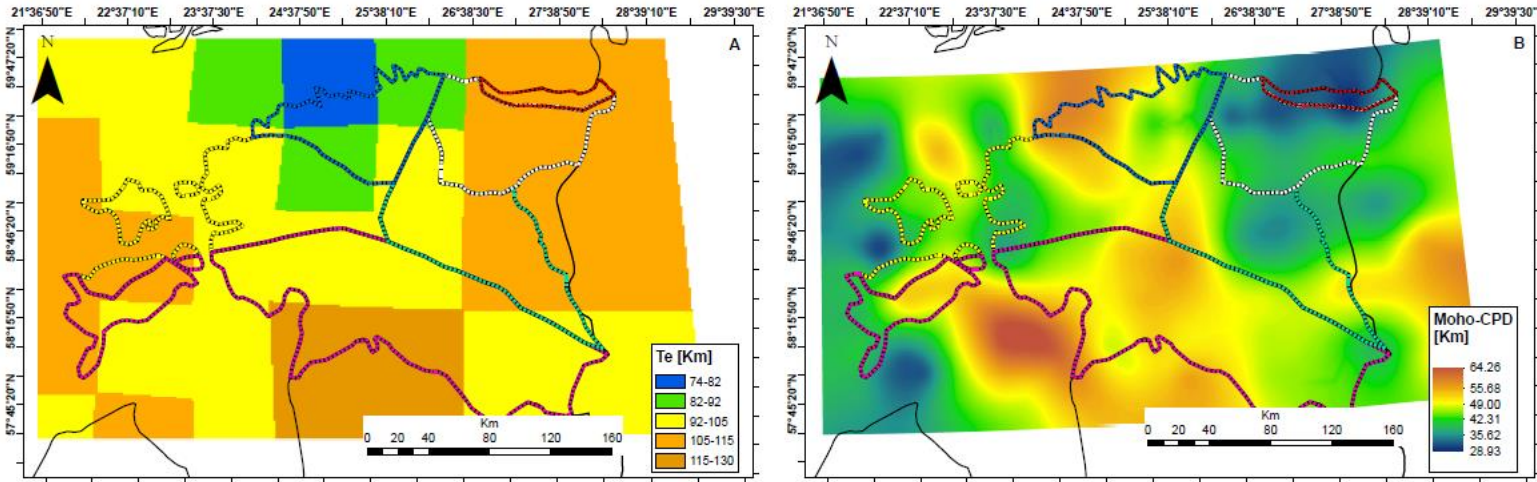 21°36'50"E 22°37'10"E 23°37'30"E 24°37'50"E 25°38'10"E 26°38'30"E 27°38'50"E 28°39'10"E 29°39'30"E
A
N
59°47'20"N
59°16'50"N
58°46'20"N
58°15'50"N
57°45'20"N
Te [Km]
74-82
82-92
92-105
105-115
115-130
Km
0 20 40 80 120 160
21°36'50"E 22°37'10"E 23°37'30"E 24°37'50"E 25°38'10"E 26°38'30"E 27°38'50"E 28°39'10"E 29°39'30"E
B
N
59°47'20"N
59°16'50"N
58°46'20"N
58°15'50"N
57°45'20"N
Moho-CPD
[Km]
64.26
55.68
49.00
42.31
35.62
28.93
Km
0 20 40 80 120 160